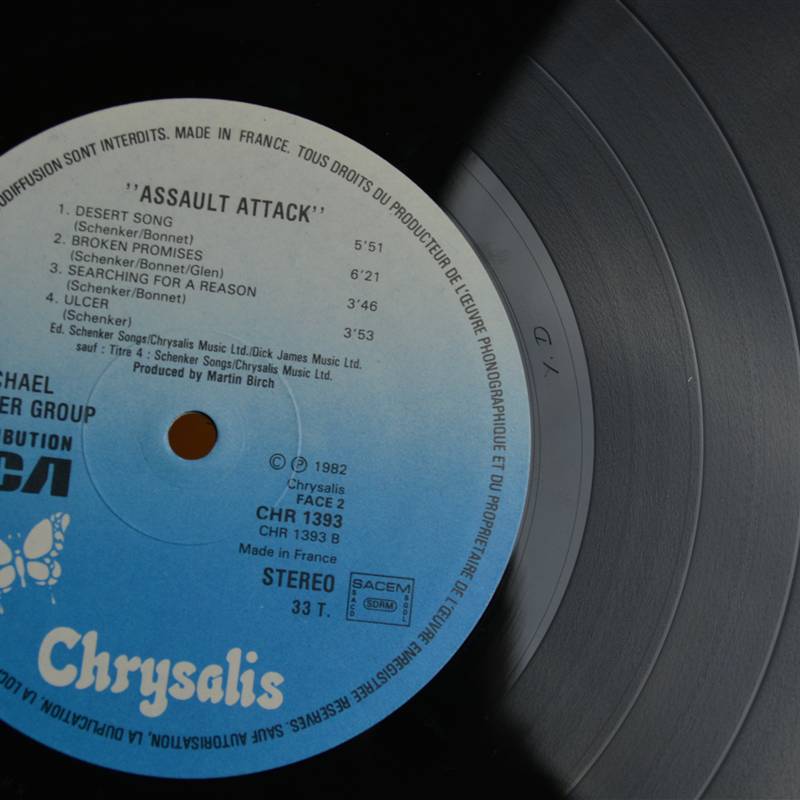 RADIODIFFUSION SONT INTERDITS. MADE IN FRANCE. TOUS DROITS DU PRODUCTEUR DE L'ŒUVRE PHONOGRAPHIQUE ET DU PROPRIETAIRE DE L'ŒUVRE ENREGISTREE RESERVES. SAUF AUTORISATION, LA DUPLICATION, LA LOC
"ASSAULT ATTACK"
1. DESERT SONG 5'51
(Schenker/Bonnet)
2. BROKEN PROMISES 6'21
(Schenker/Bonnet/Glen)
3. SEARCHING FOR A REASON 3'46
(Schenker/Bonnet)
4. ULCER 3'53
(Schenker)
Ed. Schenker Songs/Chrysalis Music Ltd./Dick James Music Ltd.
sauf : Titre 4 : Schenker Songs/Chrysalis Music Ltd.
Produced by Martin Birch
CHAEL
ER GROUP
IBUTION
CA
© ℗ 1982
Chrysalis
FACE 2
CHR 1393
CHR 1393 B
Made in France
STEREO
33 T.
SACEM
SACD
SDRM
SGDL
Chrysalis